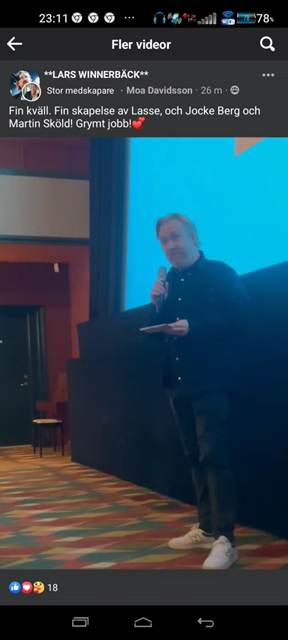 23:11
78%
Fler videor
**LARS WINNERBÄCK**
Stor medskapare · Moa Davidsson · 26 m ·
Fin kväll. Fin skapelse av Lasse, och Jocke Berg och
Martin Sköld! Grymt jobb!💕
18